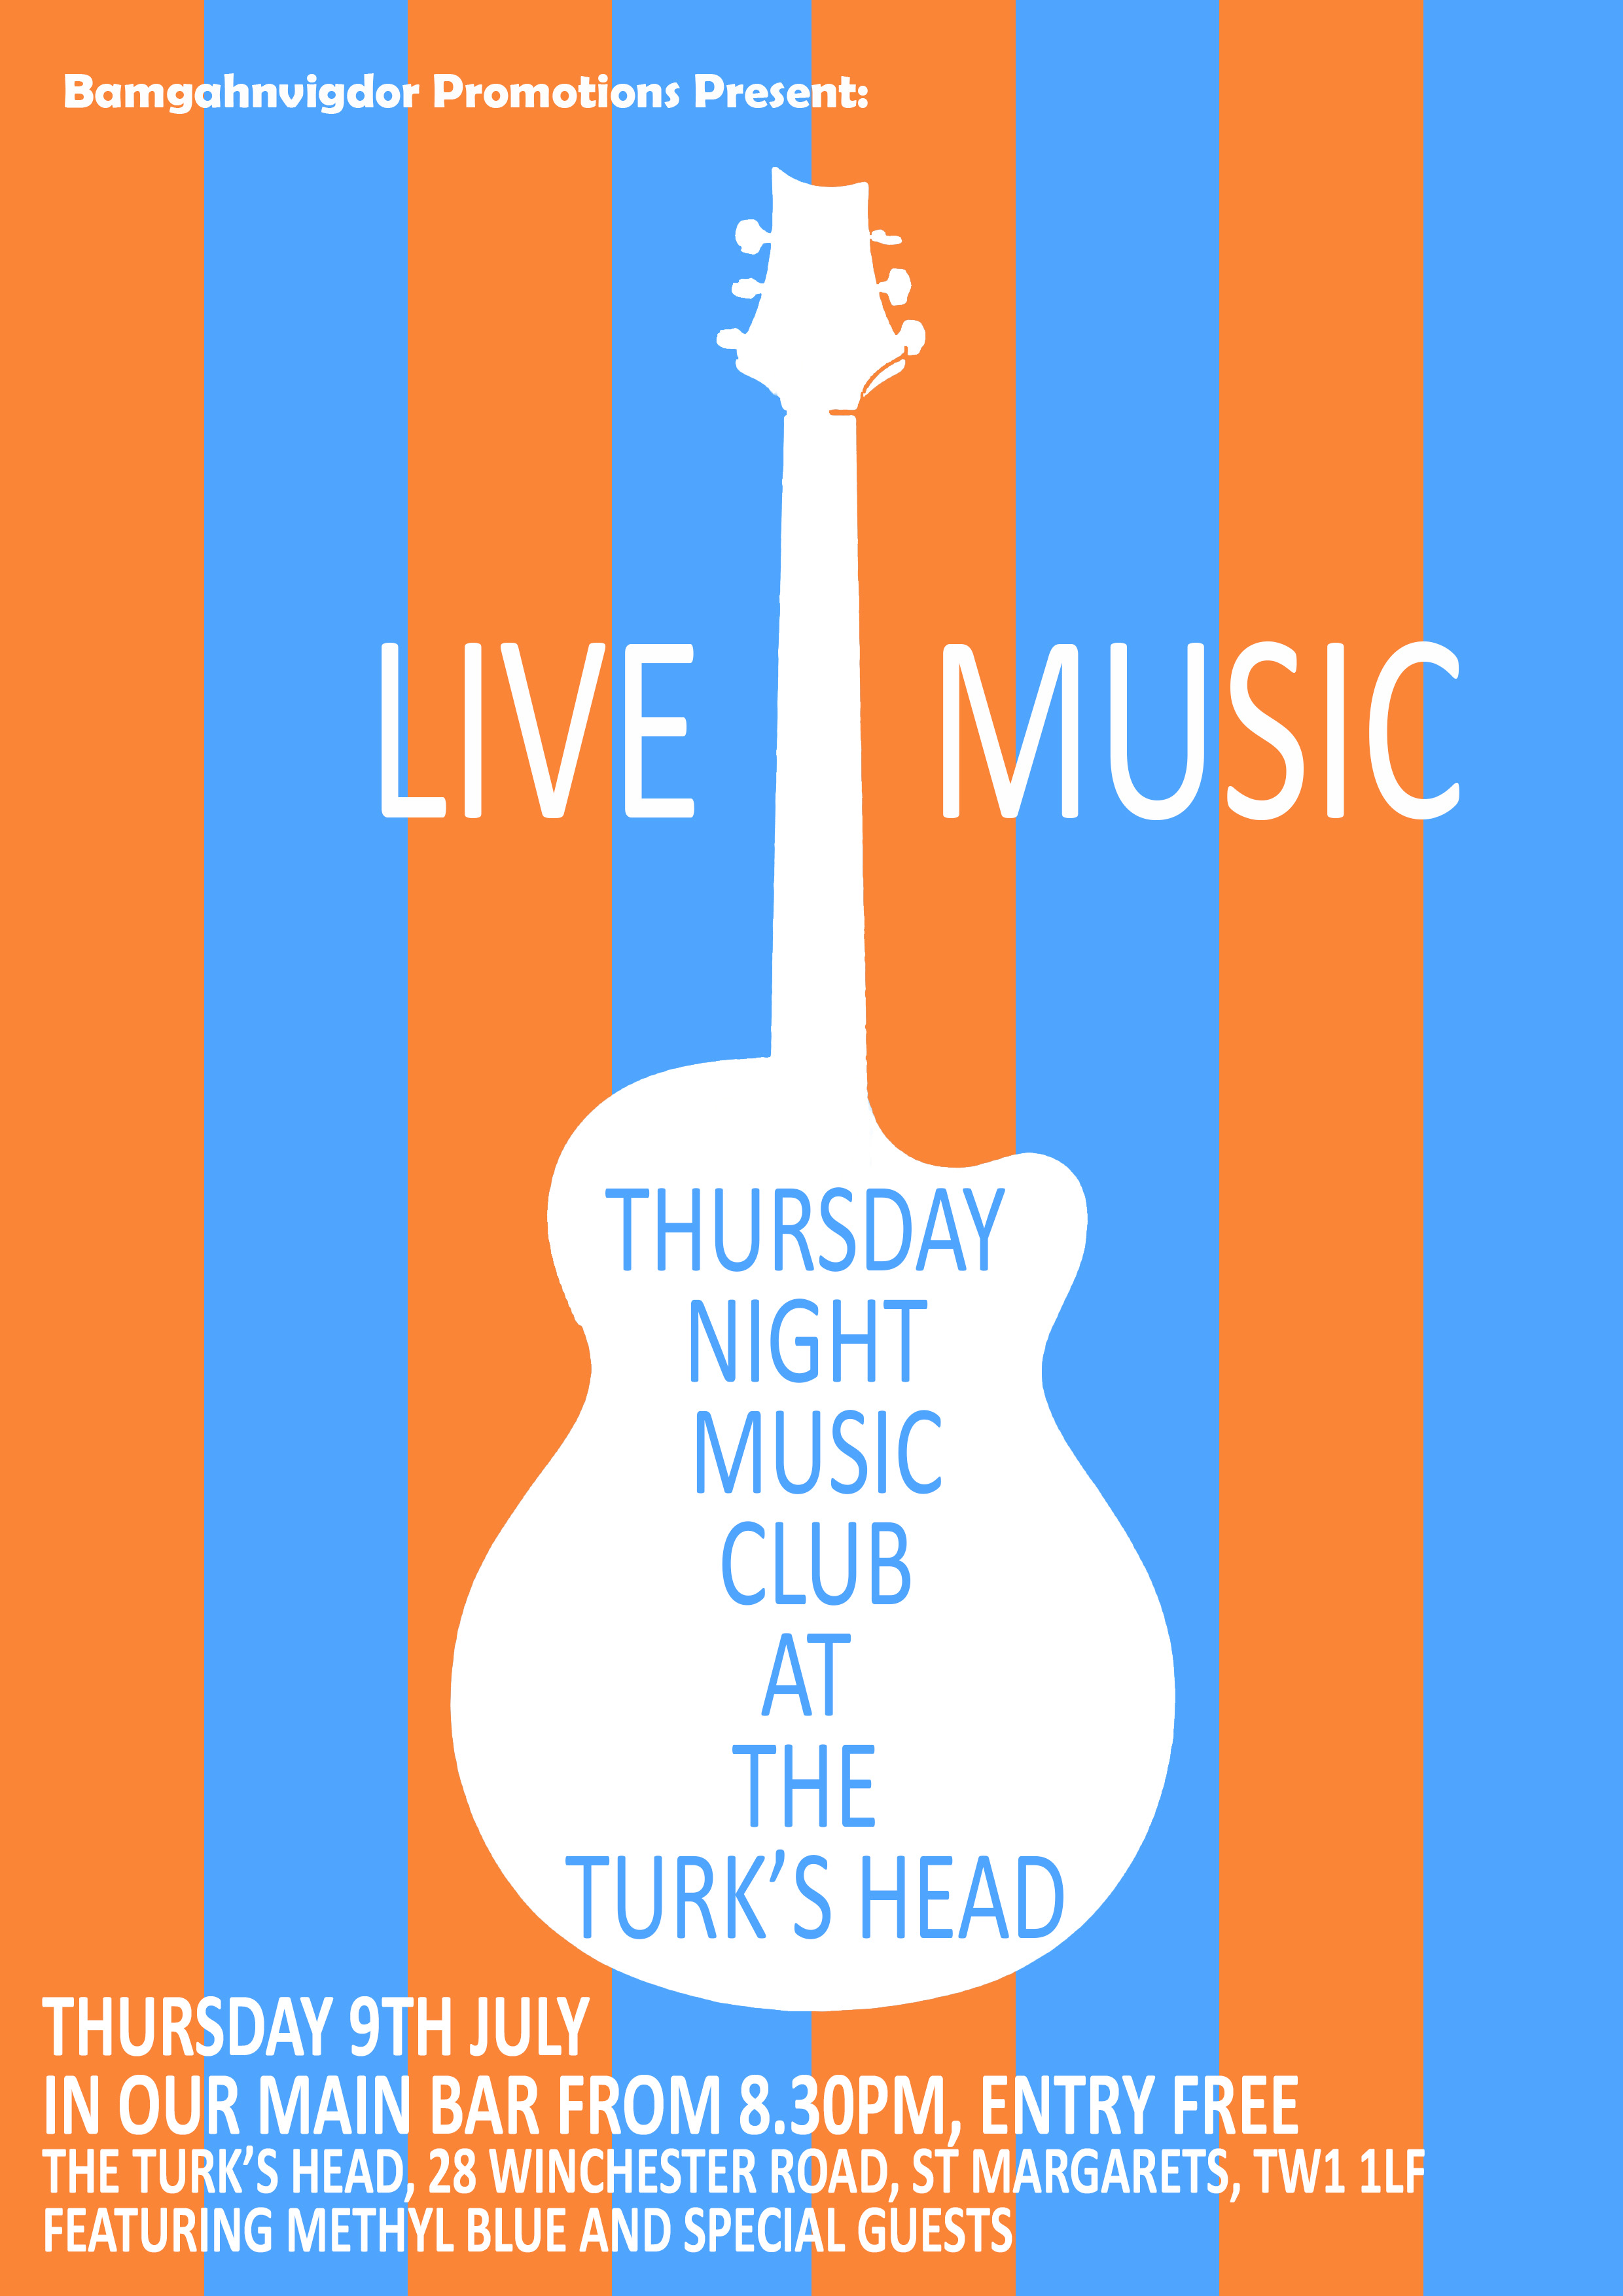 Bamgahnvigdor Promotions Present:
LIVE MUSIC
THURSDAY
NIGHT
MUSIC
CLUB
AT
THE
TURK'S HEAD
THURSDAY 9TH JULY
IN OUR MAIN BAR FROM 8.30PM, ENTRY FREE
THE TURK'S HEAD, 28 WINCHESTER ROAD, ST MARGARETS, TW1 1LF
FEATURING METHYL BLUE AND SPECIAL GUESTS